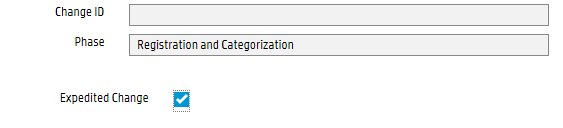 Change ID
Phase Registration and Categorization
Expedited Change